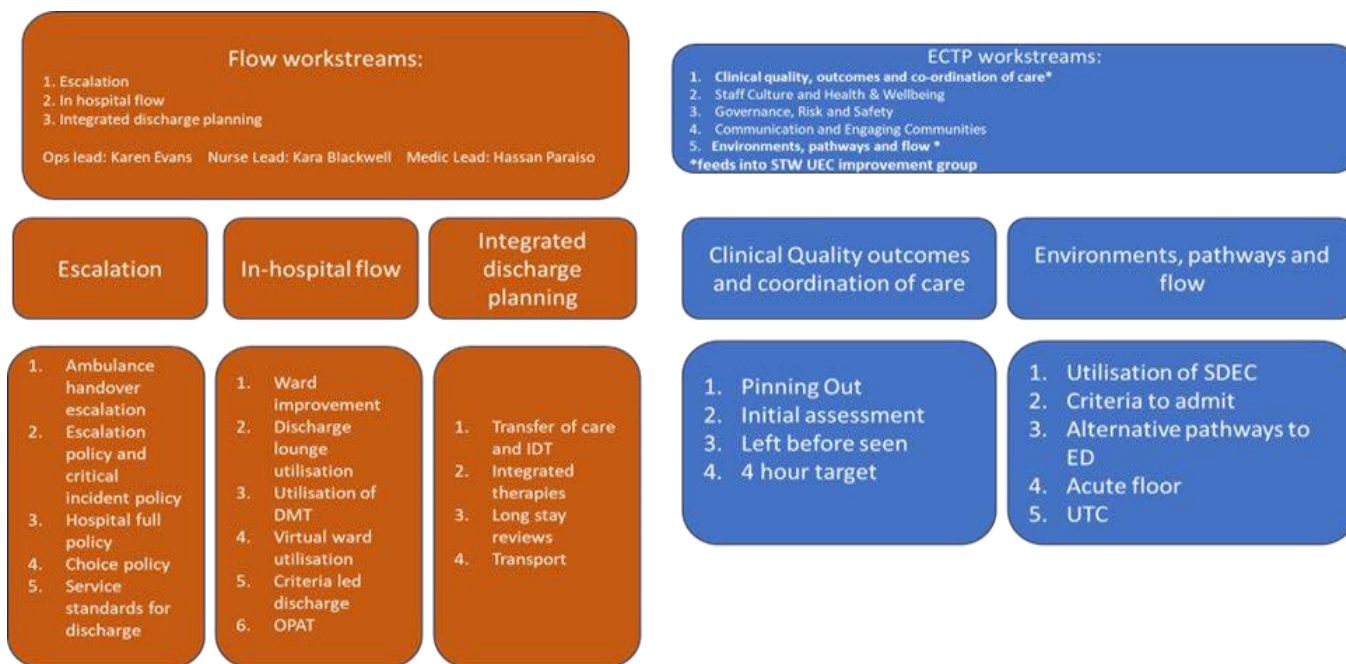 Flow workstreams:
1. Escalation
2. In hospital flow
3. Integrated discharge planning
Ops lead: Karen Evans Nurse Lead: Kara Blackwell Medic Lead: Hassan Paraiso
ECTP workstreams:
1. Clinical quality, outcomes and co-ordination of care*
2. Staff Culture and Health & Wellbeing
3. Governance, Risk and Safety
4. Communication and Engaging Communities
5. Environments, pathways and flow *
*feeds into STW UEC improvement group
Escalation
In-hospital flow
Integrated
discharge
planning
Clinical Quality outcomes
and coordination of care
Environments, pathways and
flow
1. Ambulance
handover
escalation
2. Escalation
policy and
critical
incident policy
3. Hospital full
policy
4. Choice policy
5. Service
standards for
discharge
1. Ward
improvement
2. Discharge
lounge
utilisation
3. Utilisation of
DMT
4. Virtual ward
utilisation
5. Criteria led
discharge
6. OPAT
1. Transfer of care
and IDT
2. Integrated
therapies
3. Long stay
reviews
4. Transport
1. Pinning Out
2. Initial assessment
3. Left before seen
4. 4 hour target
1. Utilisation of SDEC
2. Criteria to admit
3. Alternative pathways to
ED
4. Acute floor
5. UTC